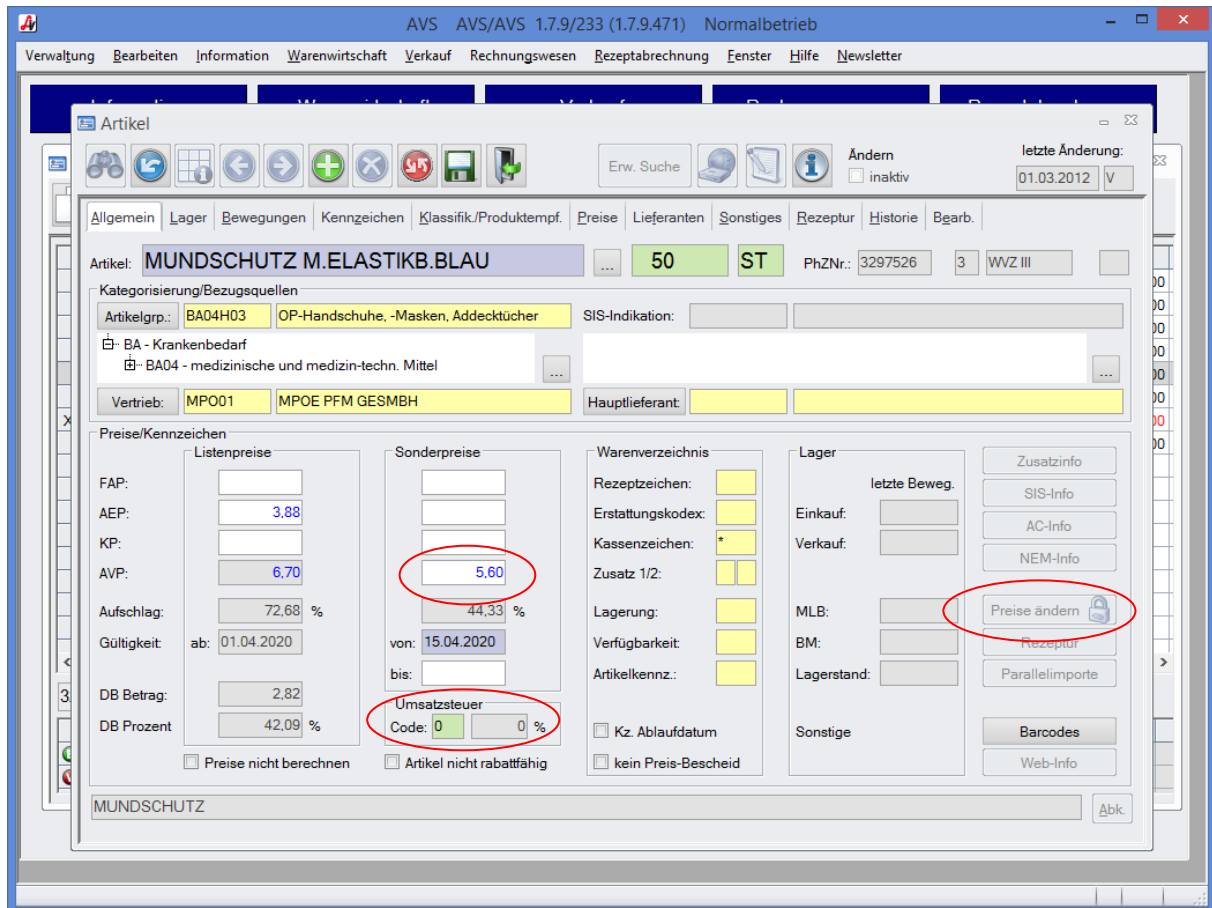 AVS AVS/AVS 1.7.9/233 (1.7.9.471) Normalbetrieb
Verwaltung Bearbeiten Information Warenwirtschaft Verkauf Rechnungswesen Rezeptabrechnung Fenster Hilfe Newsletter
Artikel
Erw. Suche
Ändern
inaktiv
letzte Änderung:
01.03.2012 V
Allgemein Lager Bewegungen Kennzeichen Klassifik./Produktempf. Preise Lieferanten Sonstiges Rezeptur Historie Bearb.
Artikel: MUNDSCHUTZ M.ELASTIKB.BLAU ... 50 ST PhZNr.: 3297526 3 WVZ III
Kategorisierung/Bezugsquellen
Artikelgrp.: BA04H03 OP-Handschuhe, -Masken, Addecktücher SIS-Indikation:
BA - Krankenbedarf
BA04 - medizinische und medizin-techn. Mittel ... ...
Vertrieb: MPO01 MPOE PFM GESMBH Hauptlieferant:
Preise/Kennzeichen
Listenpreise Sonderpreise Warenverzeichnis Lager
Zusatzinfo
FAP: Rezeptzeichen: letzte Beweg.
SIS-Info
AEP: 3,88 Erstattungskodex: Einkauf:
AC-Info
KP: Kassenzeichen: * Verkauf:
NEM-Info
AVP: 6,70 5,60 Zusatz 1/2:
Aufschlag: 72,68 % 44,33 % Lagerung: MLB: Preise ändern
Gültigkeit: ab: 01.04.2020 von: 15.04.2020 Verfügbarkeit: BM: Rezeptur
bis: Artikelkennz.: Lagerstand: Parallelimporte
DB Betrag: 2,82
Umsatzsteuer
DB Prozent 42,09 % Code: 0 0 % Kz. Ablaufdatum Sonstige Barcodes
Preise nicht berechnen Artikel nicht rabattfähig kein Preis-Bescheid Web-Info
MUNDSCHUTZ Abk.